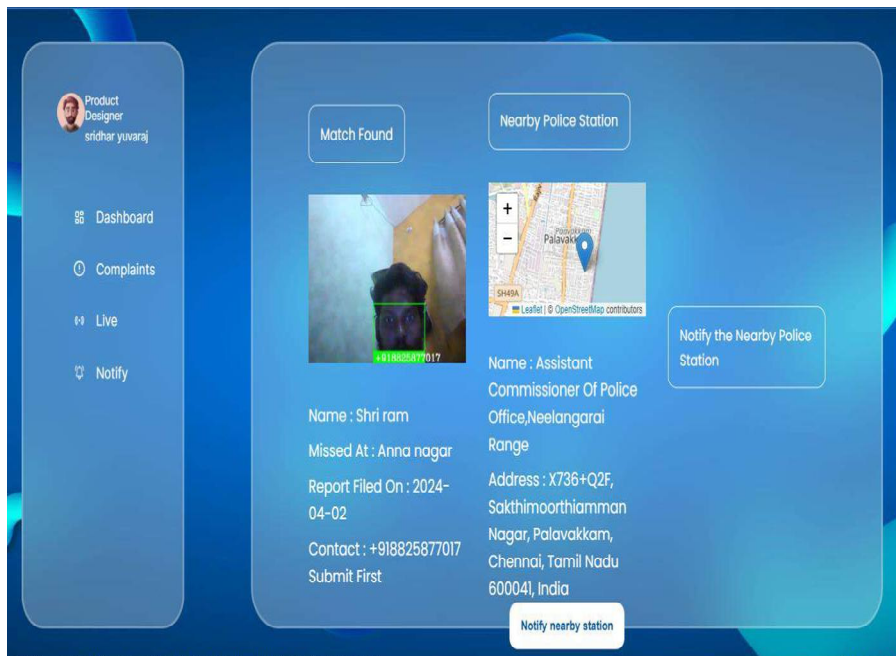 Product
Designer
sridhar yuvaraj
Dashboard
Complaints
Live
Notify
Match Found
+918825877017
Name : Shri ram
Missed At : Anna nagar
Report Filed On : 2024-
04-02
Contact : +918825877017
Submit First
Nearby Police Station
+
−
Palavakkam
SH49A
Leaflet | © OpenStreetMap contributors
Name : Assistant
Commissioner Of Police
Office,Neelangarai
Range
Address : X736+Q2F,
Sakthimoorthiamman
Nagar, Palavakkam,
Chennai, Tamil Nadu
600041, India
Notify nearby station
Notify the Nearby Police
Station